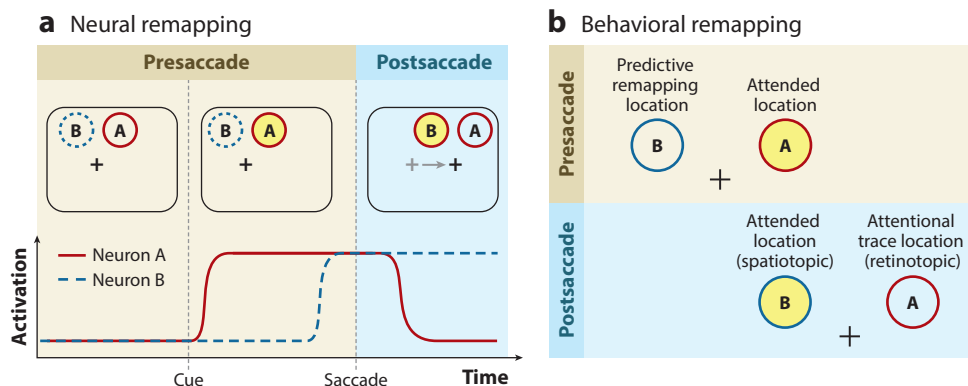 a Neural remapping
Presaccade
Postsaccade
B A
B A
B A
Neuron A
Neuron B
Activation
Cue
Saccade
Time
b Behavioral remapping
Presaccade
Predictive
remapping
location
B
Attended
location
A
Postsaccade
Attended
location
(spatiotopic)
B
Attentional
trace location
(retinotopic)
A